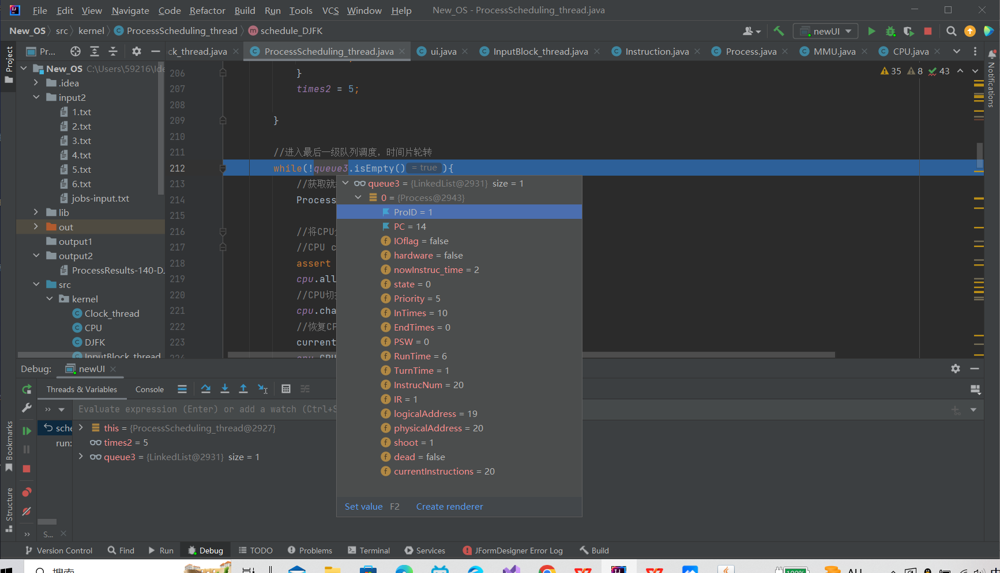 File Edit View Navigate Code Refactor Build Run Tools VCS Window Help New_OS - ProcessScheduling_thread.java
New_OS src kernel ProcessScheduling_thread schedule_DJFK newUI
Project
Pr... ck_thread.java ProcessScheduling_thread.java ui.java InputBlock_thread.java Instruction.java Process.java MMU.java CPU.java
Notifications
New_OS C:\Users\59216\Ide
.idea
input2
1.txt
2.txt
3.txt
4.txt
5.txt
6.txt
jobs-input.txt
lib
out
output1
output2
ProcessResults-140-DJ
src
kernel
Clock_thread
CPU
DJFK
InputBlock_thread
35 8 43
206 }
207 times2 = 5;
208
209 }
210
211 //进入最后一级队列调度，时间片轮转
212 while(!queue3.isEmpty() = true ){
213 //获取就
214 Process
215
216 //将CPU
217 //CPU c
218 assert
219 cpu.all
220 //CPU切
221 cpu.cha
222 //恢复CP
223 current
224 cpu.CPU
queue3 = {LinkedList@2931} size = 1
0 = {Process@2943}
ProID = 1
PC = 14
IOflag = false
hardware = false
nowInstruc_time = 2
state = 0
Priority = 5
InTimes = 10
EndTimes = 0
PSW = 0
RunTime = 6
TurnTime = 1
InstrucNum = 20
IR = 1
logicalAddress = 19
physicalAddress = 20
shoot = 1
dead = false
currentInstructions = 20
Set value F2 Create renderer
Debug: newUI
Threads & Variables Console
Evaluate expression (Enter) or add a watch (Ctrl+S
sche
run:
this = {ProcessScheduling_thread@2927}
times2 = 5
queue3 = {LinkedList@2931} size = 1
S...
Bookmarks
Structure
Version Control Find Run Debug TODO Problems Terminal Services JFormDesigner Error Log Build
搜索
100%